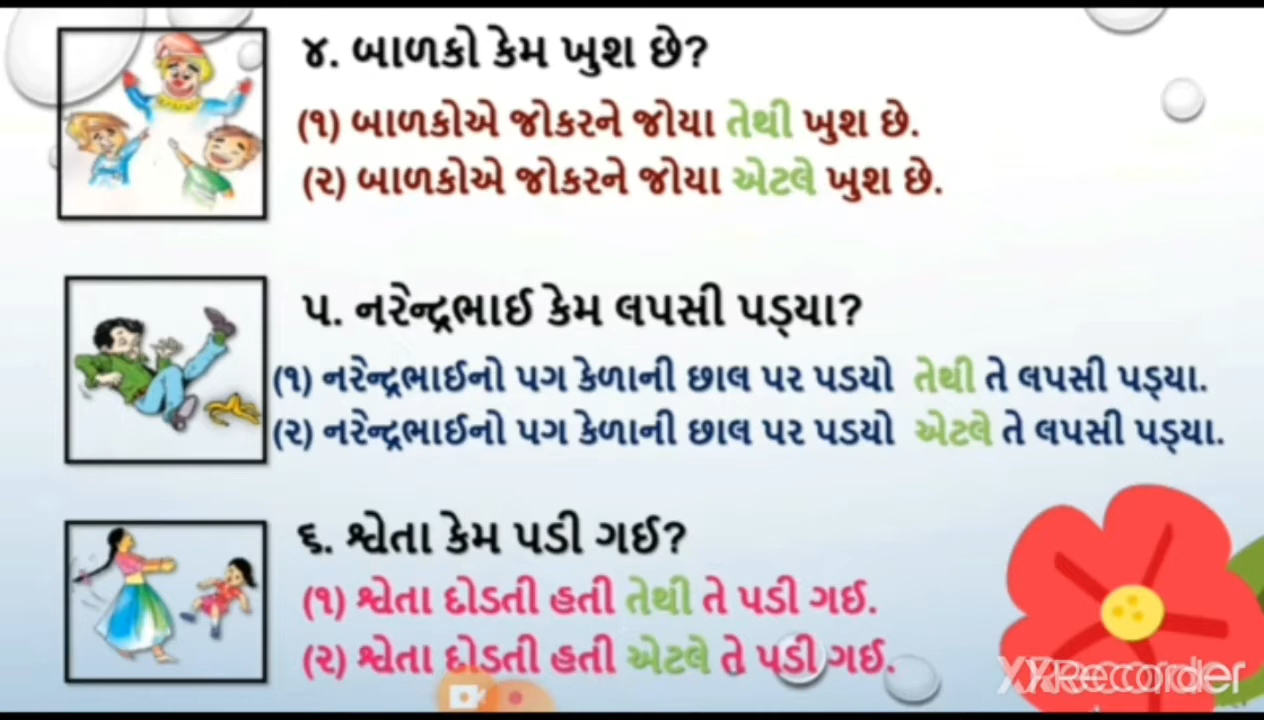 ૪. બાળકો કેમ ખુશ છે?
(૧) બાળકોએ જોકરને જોયા તેથી ખુશ છે.
(૨) બાળકોએ જોકરને જોયા એટલે ખુશ છે.
૫. નરેન્દ્રભાઈ કેમ લપસી પડ્યા?
(૧) નરેન્દ્રભાઈનો પગ કેળાની છાલ પર પડયો તેથી તે લપસી પડ્યા.
(૨) નરેન્દ્રભાઈનો પગ કેળાની છાલ પર પડયો એટલે તે લપસી પડ્યા.
૬. શ્વેતા કેમ પડી ગઈ?
(૧) શ્વેતા દોડતી હતી તેથી તે પડી ગઈ.
(૨) શ્વેતા દોડતી હતી એટલે તે પડી ગઈ.
XRecorder